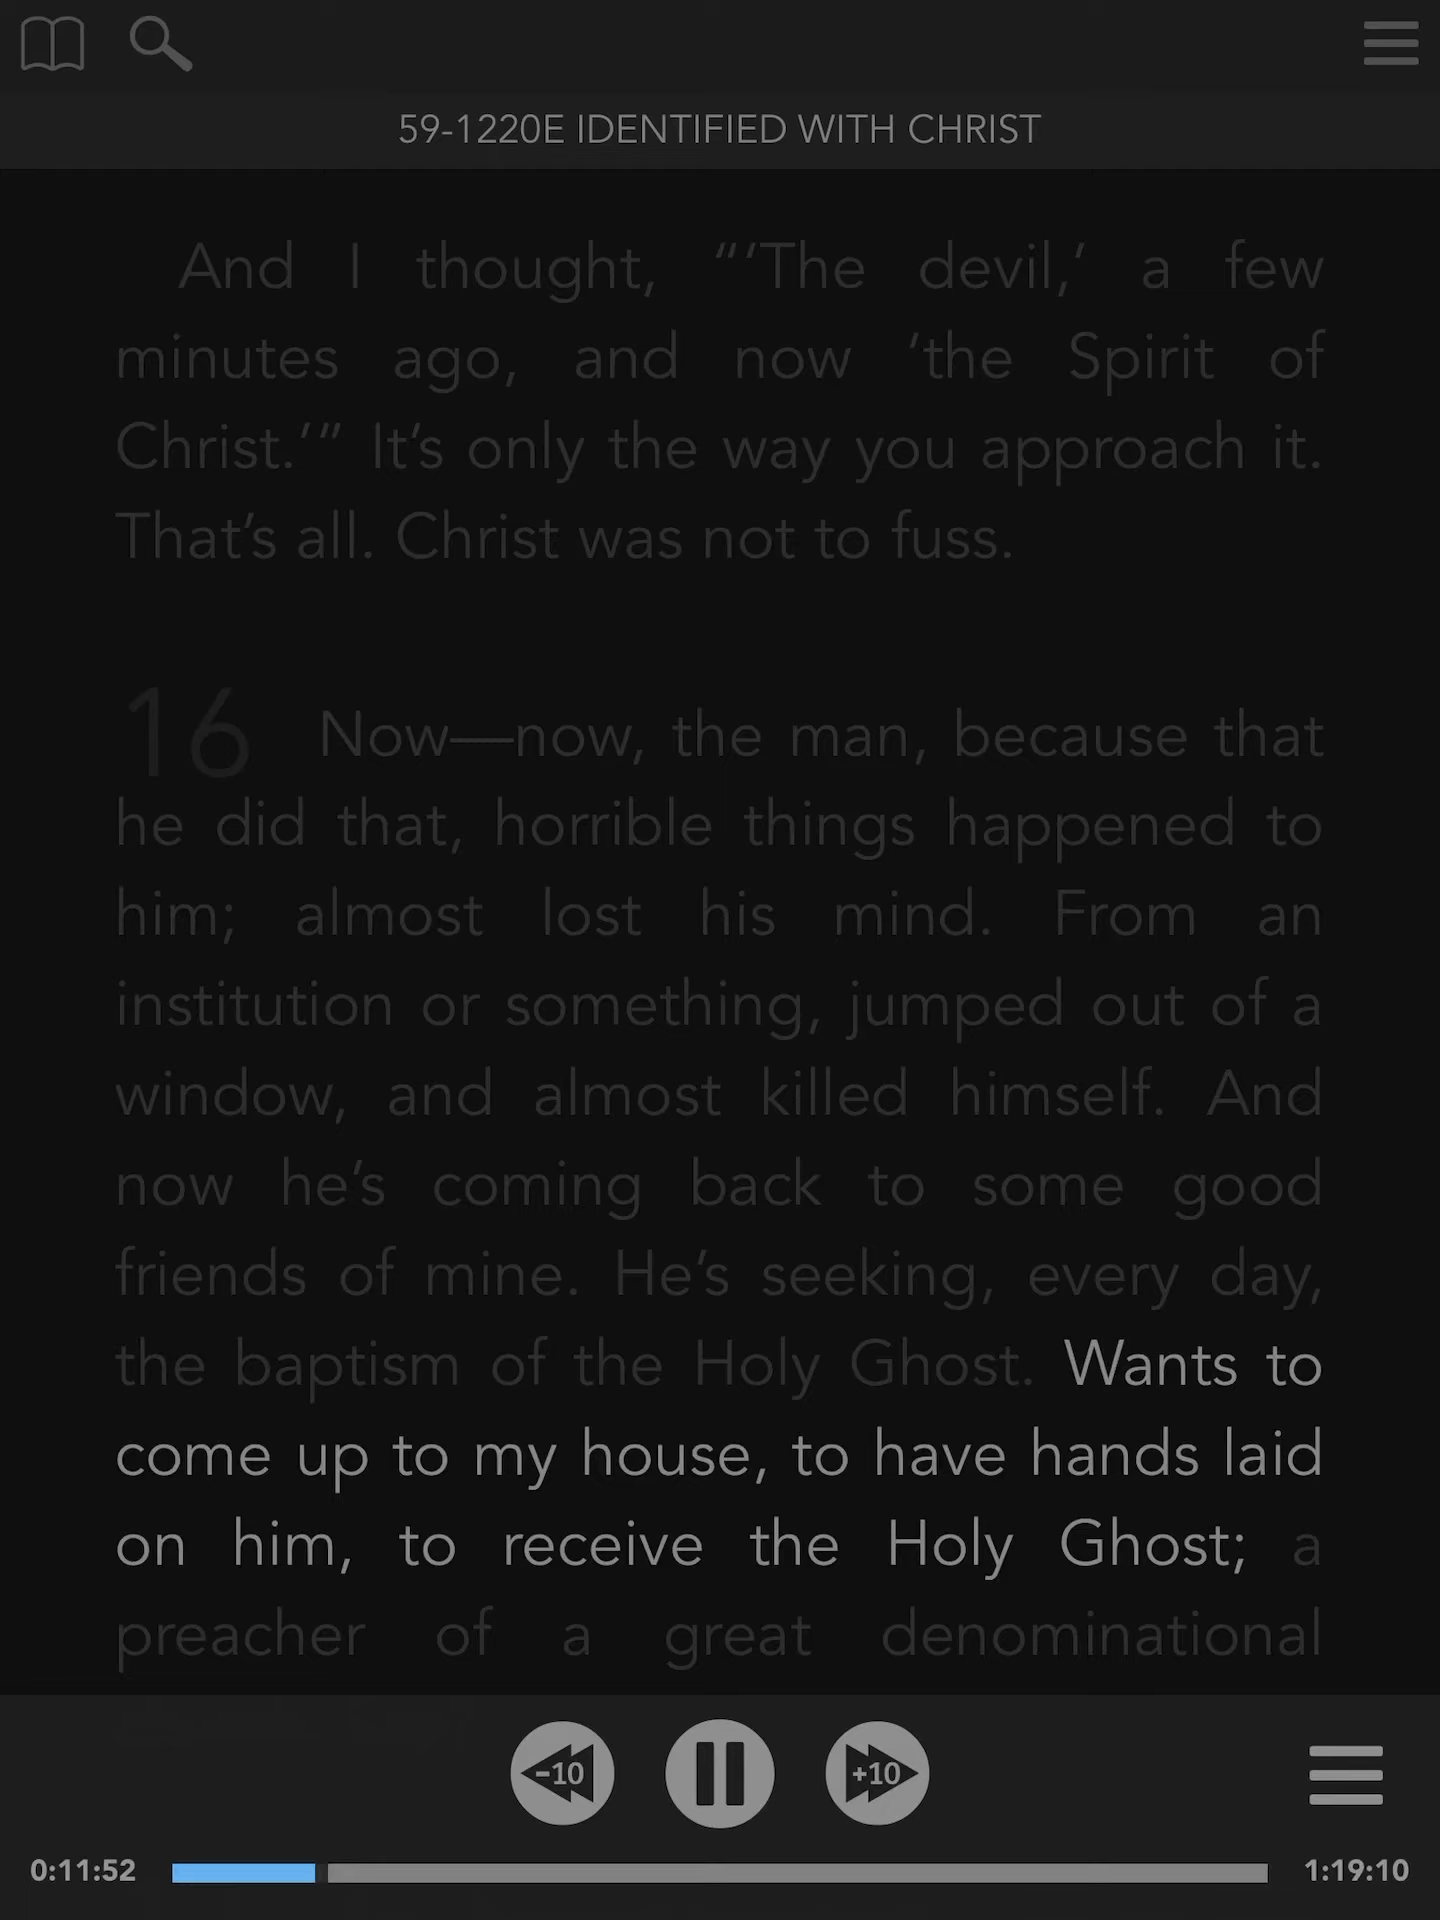 59-1220E IDENTIFIED WITH CHRIST
And I thought, “‘The devil,’ a few
minutes ago, and now ‘the Spirit of
Christ.’” It’s only the way you approach it.
That’s all. Christ was not to fuss.
16 Now—now, the man, because that
he did that, horrible things happened to
him; almost lost his mind. From an
institution or something, jumped out of a
window, and almost killed himself. And
now he’s coming back to some good
friends of mine. He’s seeking, every day,
the baptism of the Holy Ghost. Wants to
come up to my house, to have hands laid
on him, to receive the Holy Ghost; a
preacher of a great denominational
-10 +10
0:11:52 1:19:10